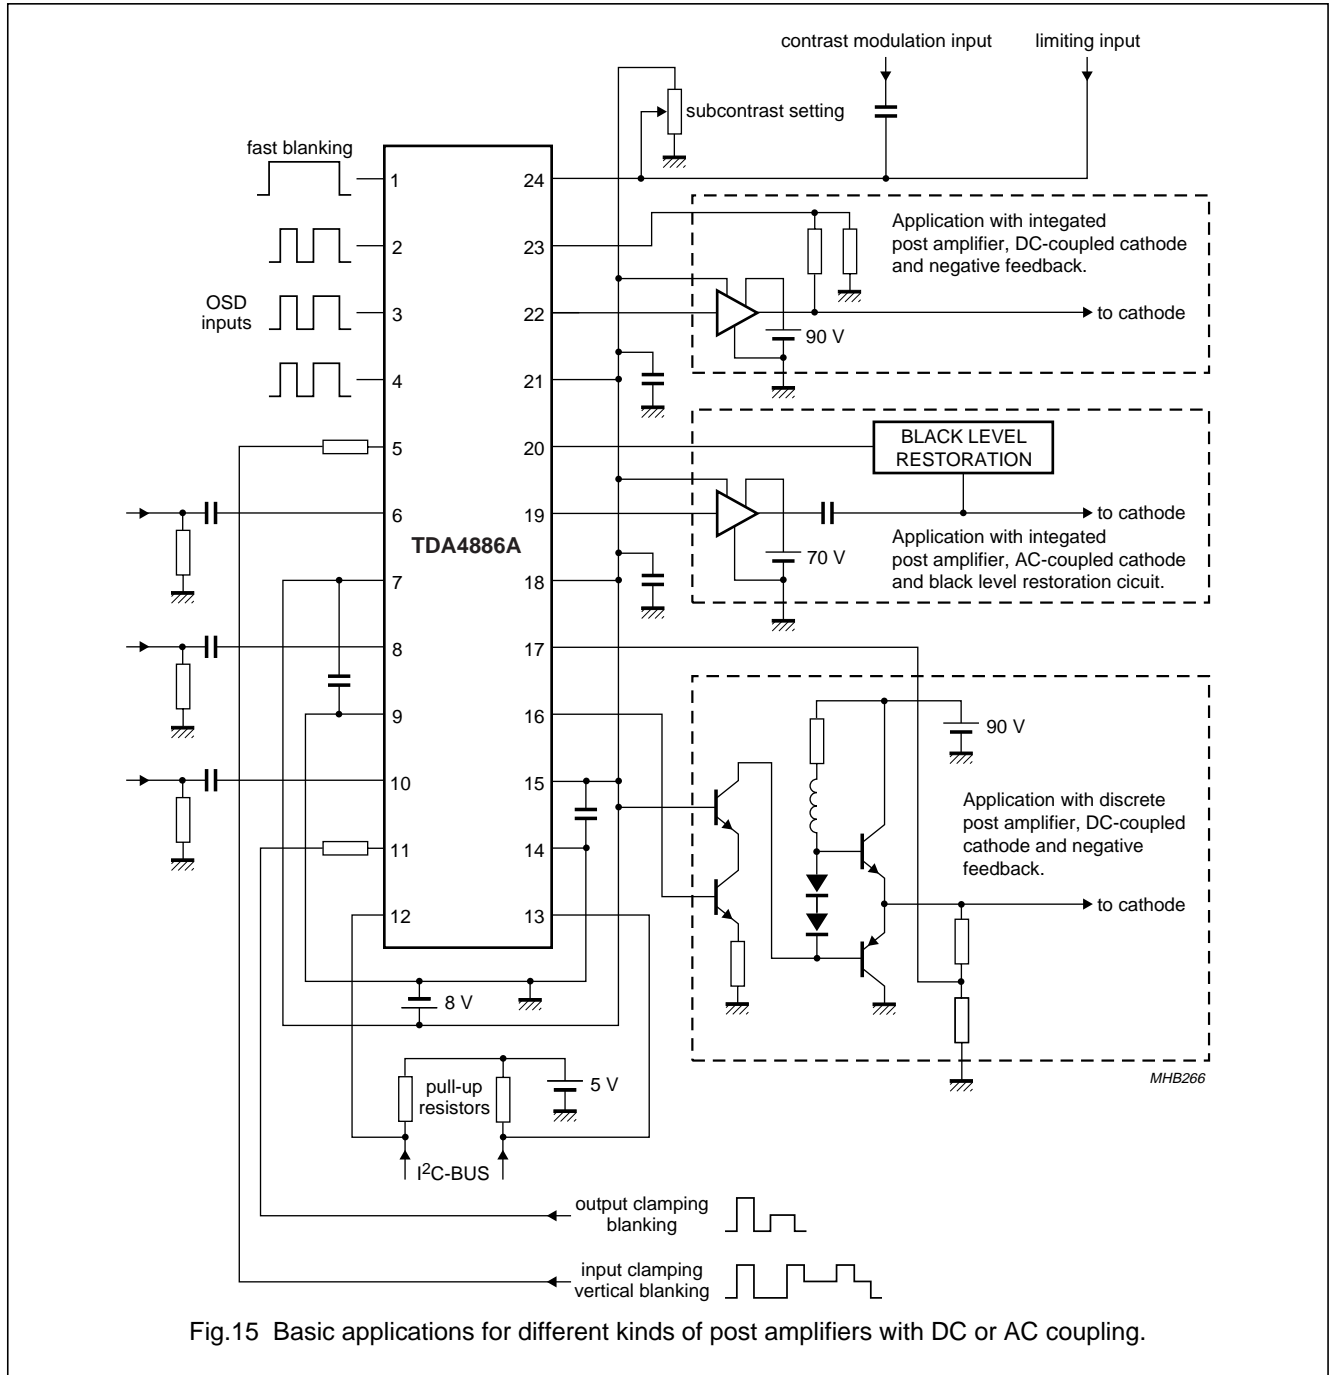 contrast modulation input
limiting input
subcontrast setting
fast blanking
1
24
2
23
Application with integated
post amplifier, DC-coupled cathode
and negative feedback.
OSD
inputs
3
22
to cathode
90 V
4
21
5
20
BLACK LEVEL
RESTORATION
6
19
to cathode
TDA4886A
Application with integated
post amplifier, AC-coupled cathode
and black level restoration cicuit.
70 V
7
18
8
17
9
16
90 V
10
15
Application with discrete
post amplifier, DC-coupled
cathode and negative
feedback.
11
14
to cathode
12
13
8 V
5 V
pull-up
resistors
I2C-BUS
MHB266
output clamping
blanking
input clamping
vertical blanking
Fig.15 Basic applications for different kinds of post amplifiers with DC or AC coupling.